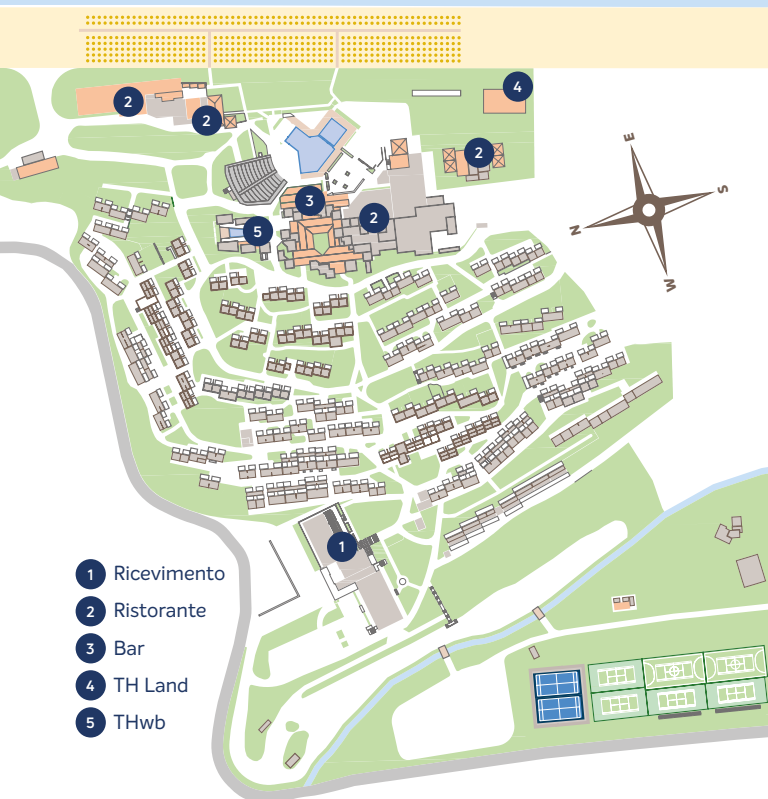 4
2
2
2
3
2
5
E
S
N
W
1
1 Ricevimento
2 Ristorante
3 Bar
4 TH Land
5 THwb